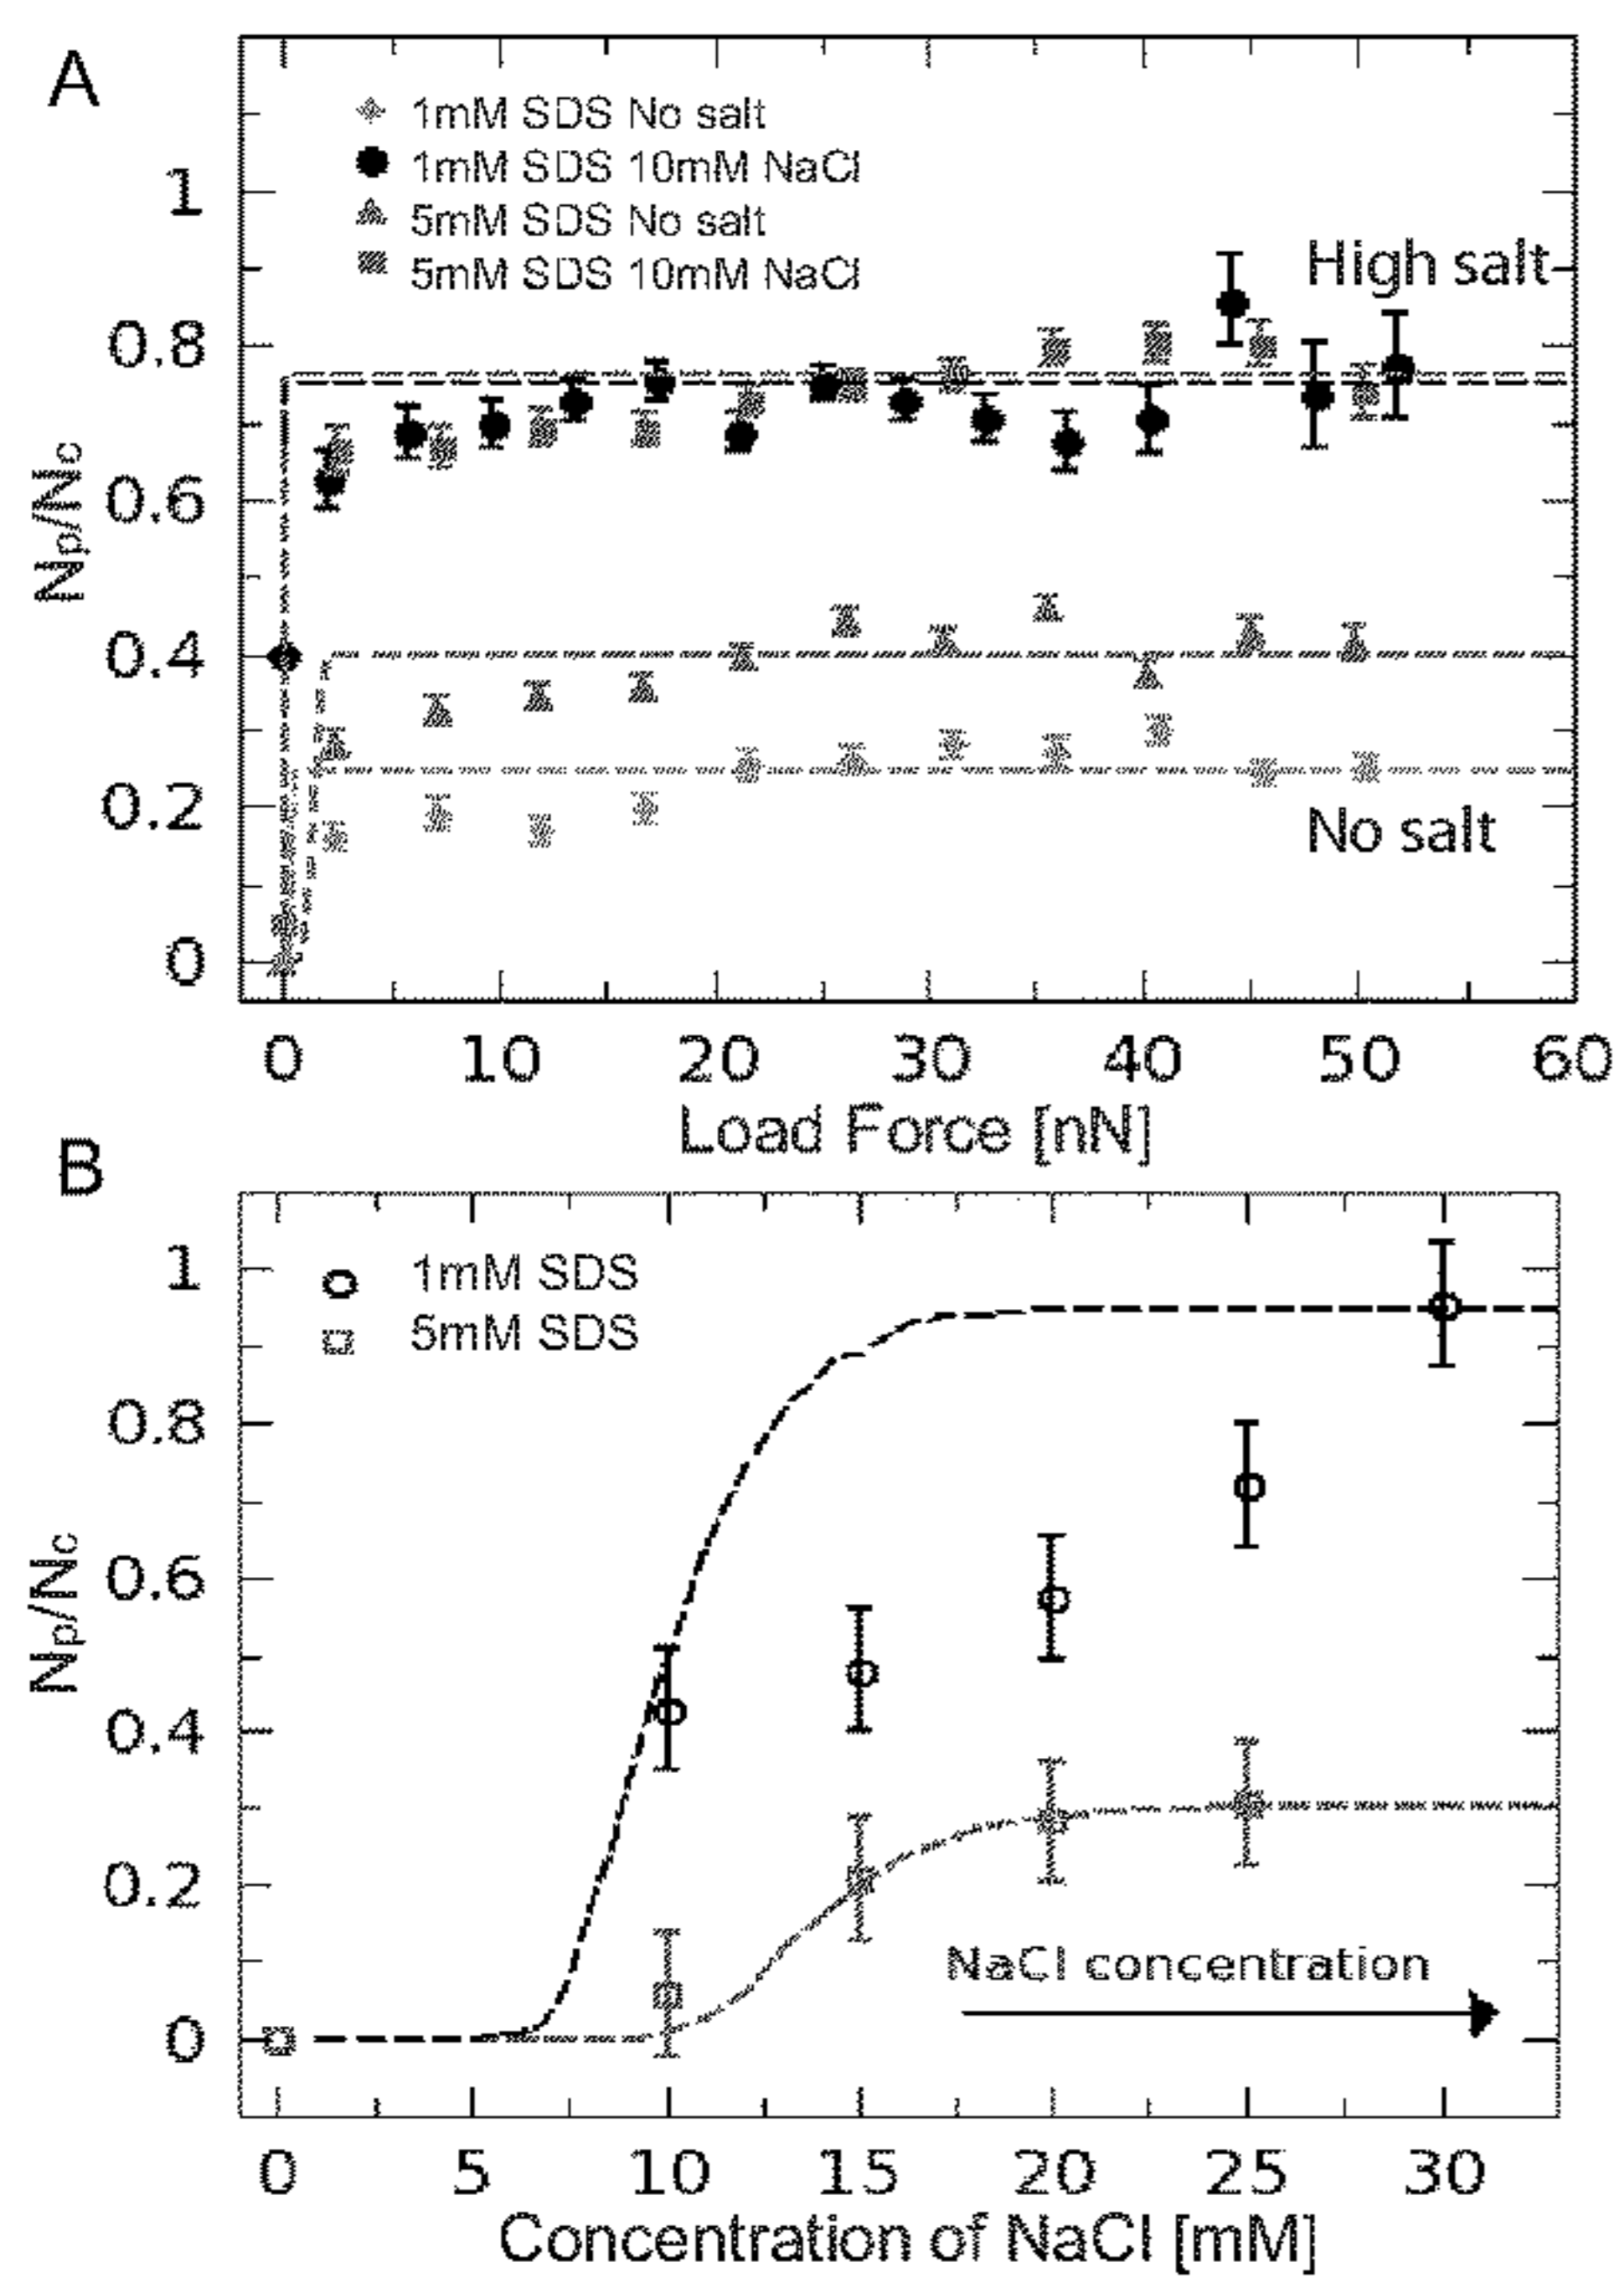 A
1mM SDS No salt
1mM SDS 10mM NaCl
5mM SDS No salt
5mM SDS 10mM NaCl
High salt
No salt
1
0.8
0.6
0.4
0.2
0
Np/Nc
0 10 20 30 40 50 60
Load Force [nN]
B
1mM SDS
5mM SDS
1
0.8
0.6
0.4
0.2
0
Np/Nc
NaCl concentration
0 5 10 15 20 25 30
Concentration of NaCl [mM]